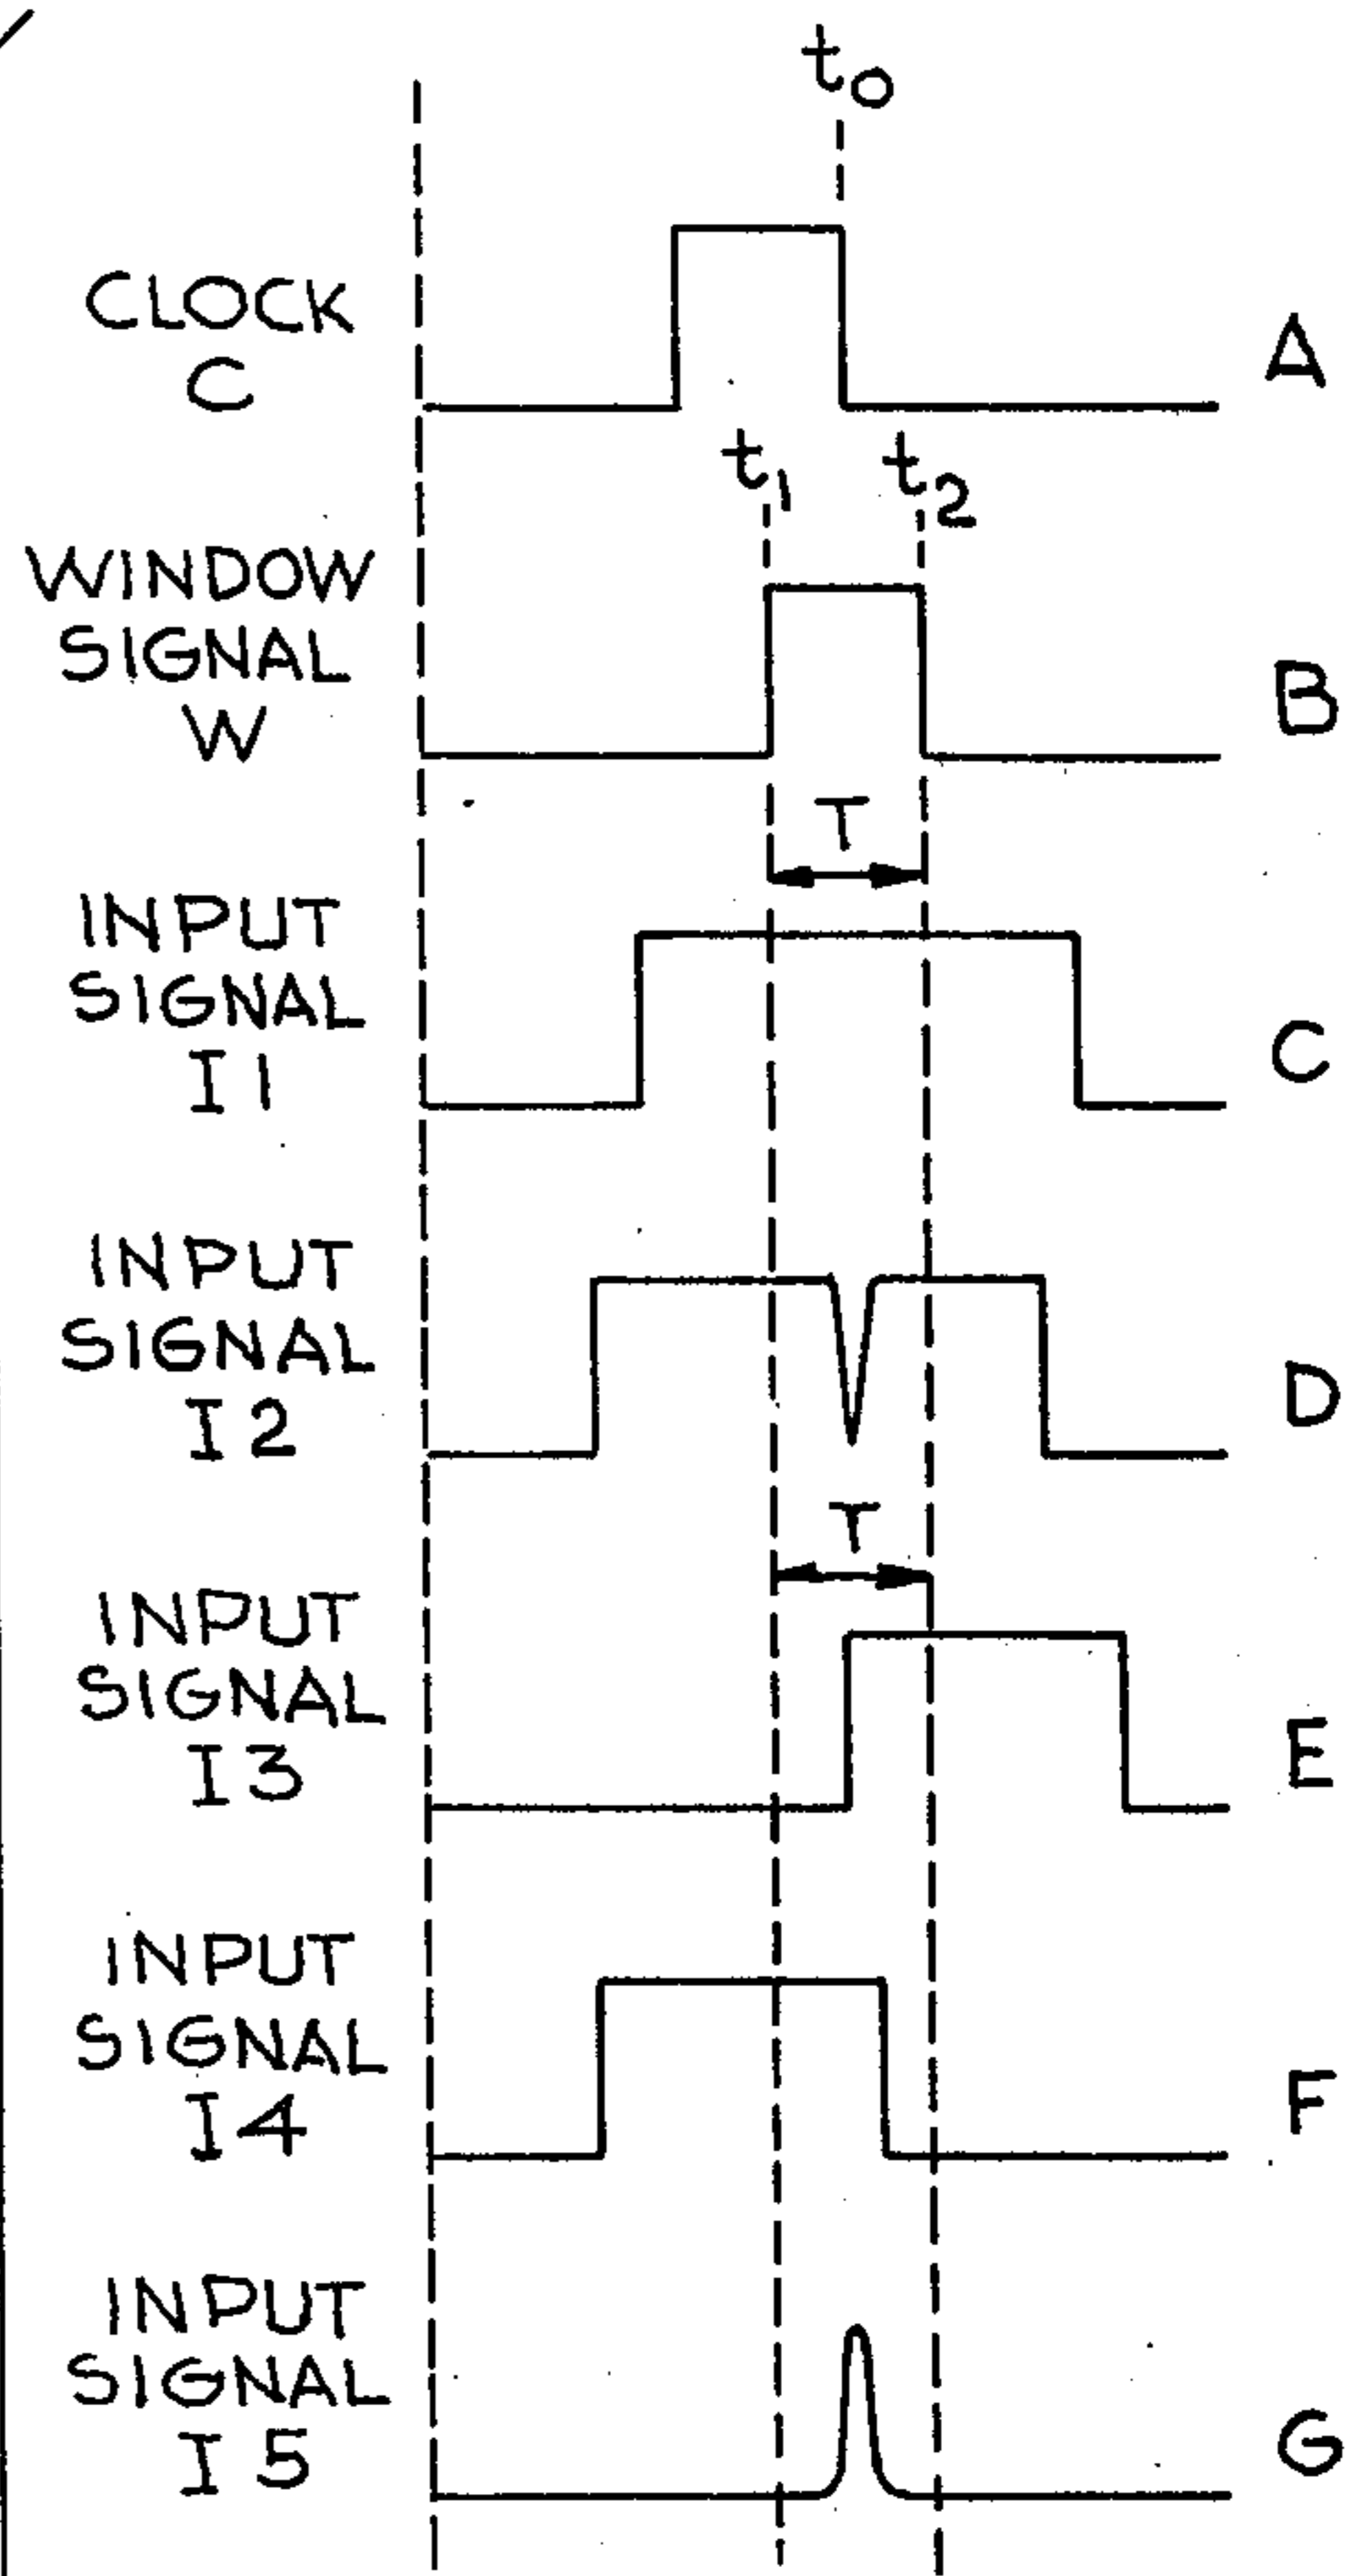 t0
CLOCK
C
A
t1 t2
WINDOW
SIGNAL
W
B
T
INPUT
SIGNAL
I1
C
INPUT
SIGNAL
I2
D
T
INPUT
SIGNAL
I3
E
INPUT
SIGNAL
I4
F
INPUT
SIGNAL
I5
G